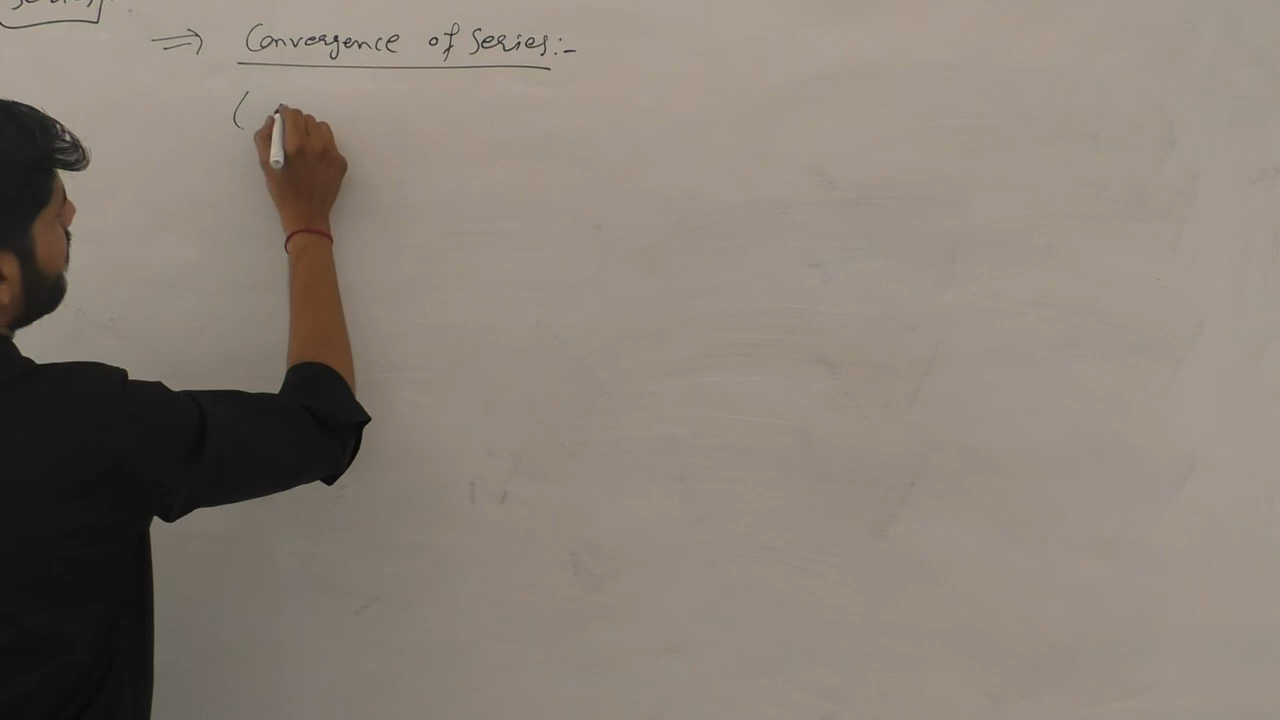 ⇒ Convergence of Series:-
(